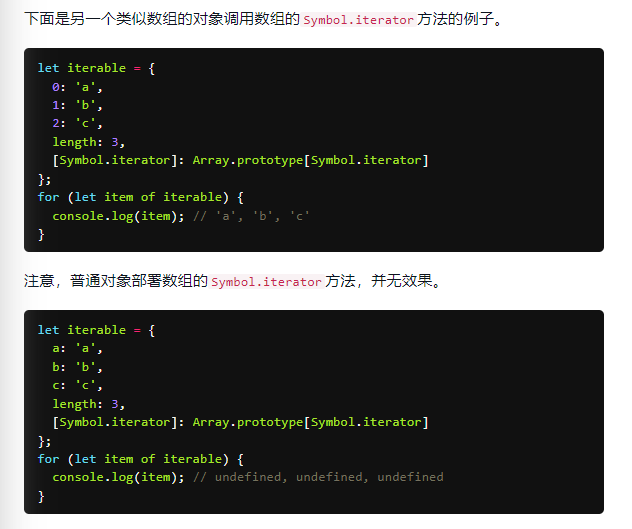 下面是另一个类似数组的对象调用数组的 Symbol.iterator 方法的例子。
let iterable = {
  0: 'a',
  1: 'b',
  2: 'c',
  length: 3,
  [Symbol.iterator]: Array.prototype[Symbol.iterator]
};
for (let item of iterable) {
  console.log(item); // 'a', 'b', 'c'
}
注意，普通对象部署数组的 Symbol.iterator 方法，并无效果。
let iterable = {
  a: 'a',
  b: 'b',
  c: 'c',
  length: 3,
  [Symbol.iterator]: Array.prototype[Symbol.iterator]
};
for (let item of iterable) {
  console.log(item); // undefined, undefined, undefined
}